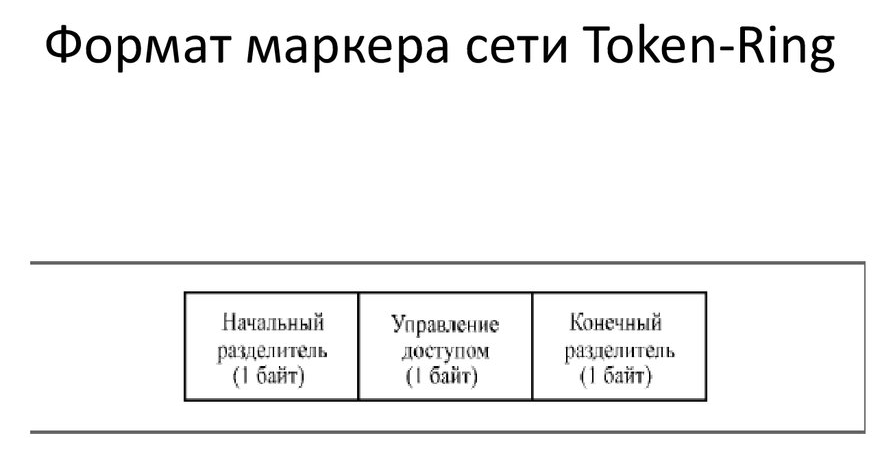 Формат маркера сети Token-Ring
Начальный
разделитель
(1 байт)
Управление
доступом
(1 байт)
Конечный
разделитель
(1 байт)